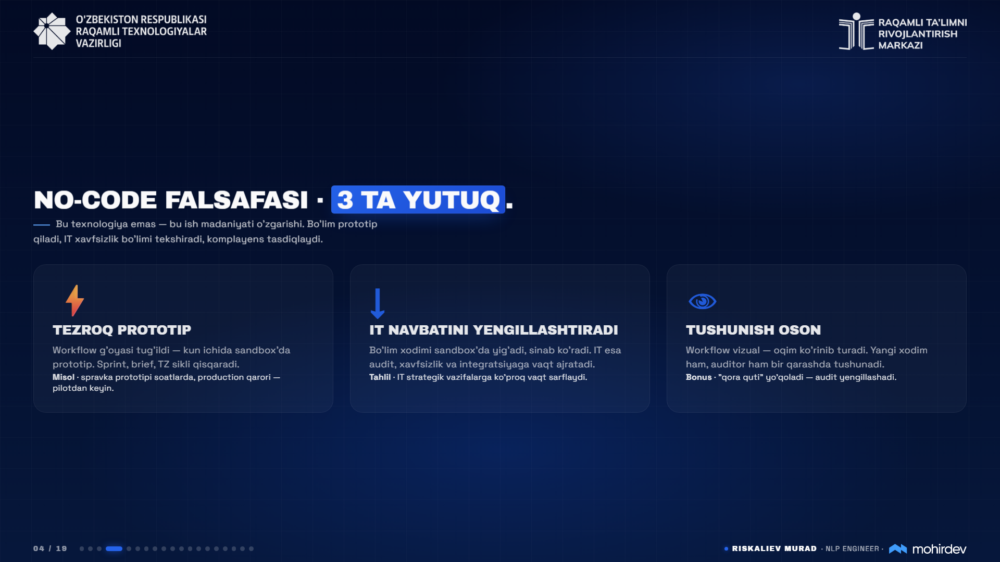 O'ZBEKISTON RESPUBLIKASI
RAQAMLI TEXNOLOGIYALAR
VAZIRLIGI
RAQAMLI TA'LIMNI
RIVOJLANTIRISH
MARKAZI
NO-CODE FALSAFASI · 3 TA YUTUQ.
Bu texnologiya emas — bu ish madaniyati o'zgarishi. Bo'lim prototip
qiladi, IT xavfsizlik bo'limi tekshiradi, komplayens tasdiqlaydi.
TEZROQ PROTOTIP
Workflow g'oyasi tug'ildi — kun ichida sandbox'da
prototip. Sprint, brief, TZ sikli qisqaradi.
Misol · spravka prototipi soatlarda, production qarori —
pilotdan keyin.
IT NAVBATINI YENGILLASHTIRADI
Bo'lim xodimi sandbox'da yig'adi, sinab ko'radi. IT esa
audit, xavfsizlik va integratsiyaga vaqt ajratadi.
Tahlil · IT strategik vazifalarga ko'proq vaqt sarflaydi.
TUSHUNISH OSON
Workflow vizual — oqim ko'rinib turadi. Yangi xodim
ham, auditor ham bir qarashda tushunadi.
Bonus · "qora quti" yo'qoladi — audit yengillashadi.
04 / 19
RISKALIEV MURAD · NLP ENGINEER ·
mohirdev